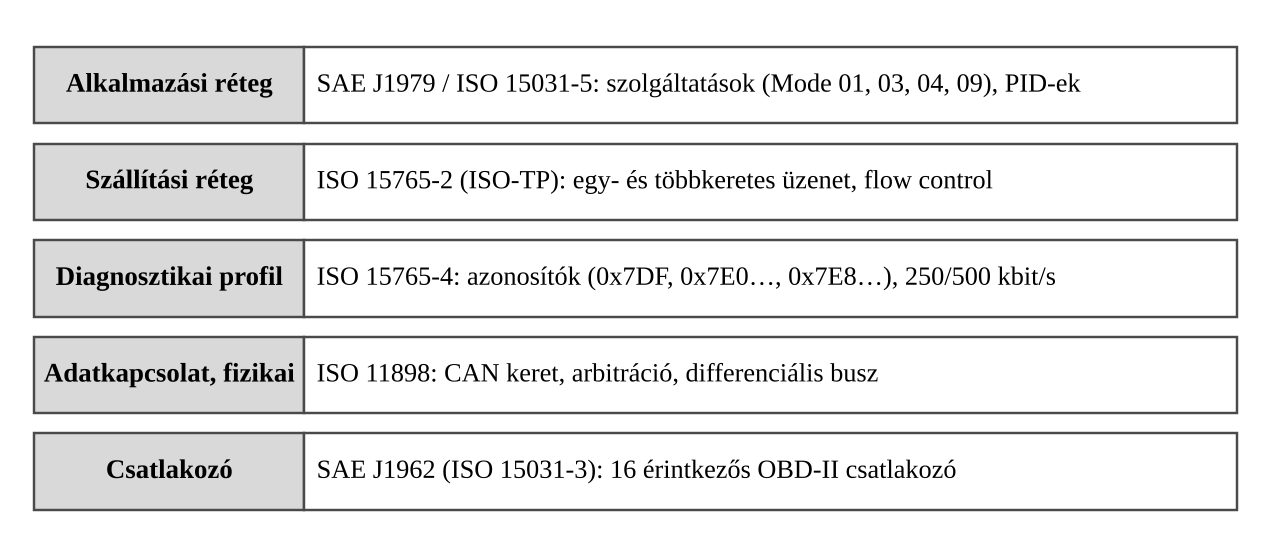 Alkalmazási réteg
SAE J1979 / ISO 15031-5: szolgáltatások (Mode 01, 03, 04, 09), PID-ek
Szállítási réteg
ISO 15765-2 (ISO-TP): egy- és többkeretes üzenet, flow control
Diagnosztikai profil
ISO 15765-4: azonosítók (0x7DF, 0x7E0…, 0x7E8…), 250/500 kbit/s
Adatkapcsolat, fizikai
ISO 11898: CAN keret, arbitráció, differenciális busz
Csatlakozó
SAE J1962 (ISO 15031-3): 16 érintkezős OBD-II csatlakozó